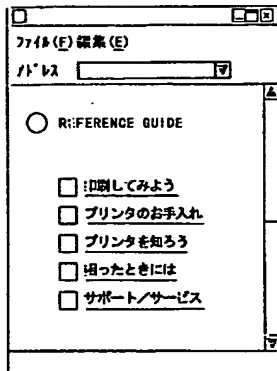 ファイル(F) 編集(E)
アドレス
REFERENCE GUIDE
印刷してみよう
プリンタのお手入れ
プリンタを知ろう
困ったときには
サポート/サービス